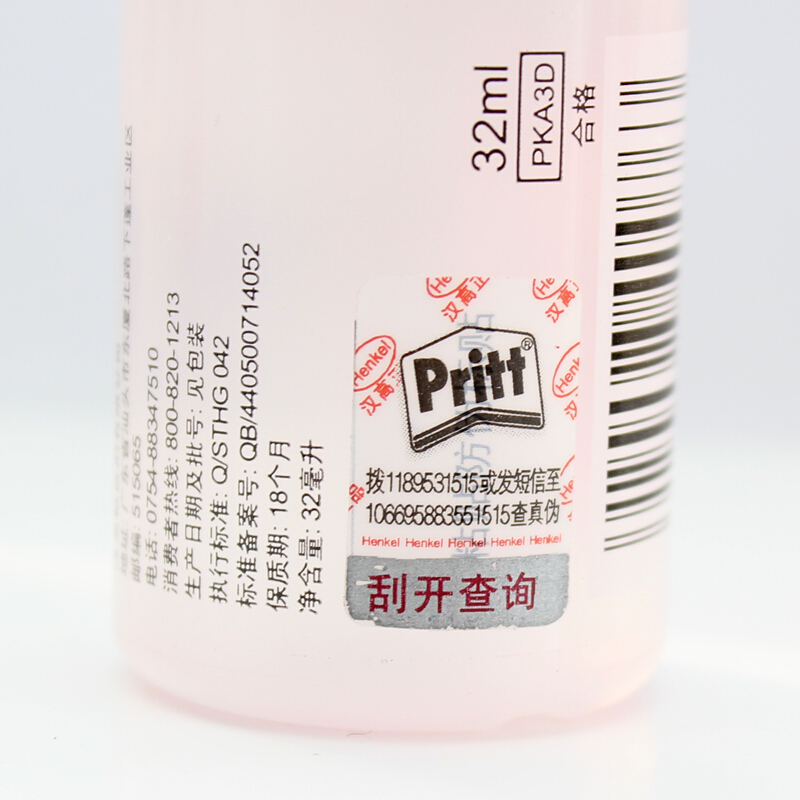 邮编: 515065
电话: 0754-88347510
消费者热线: 800-820-1213
生产日期及批号: 见包装
执行标准: Q/STHG 042
标准备案号: QB/440500714052
保质期: 18个月
净含量: 32毫升
32ml
PKA3D
合格
Henkel
汉高
Pritt®
拨1189531515或发短信至
106695883551515查真伪
Henkel Henkel Henkel Henkel Henkel
刮开查询